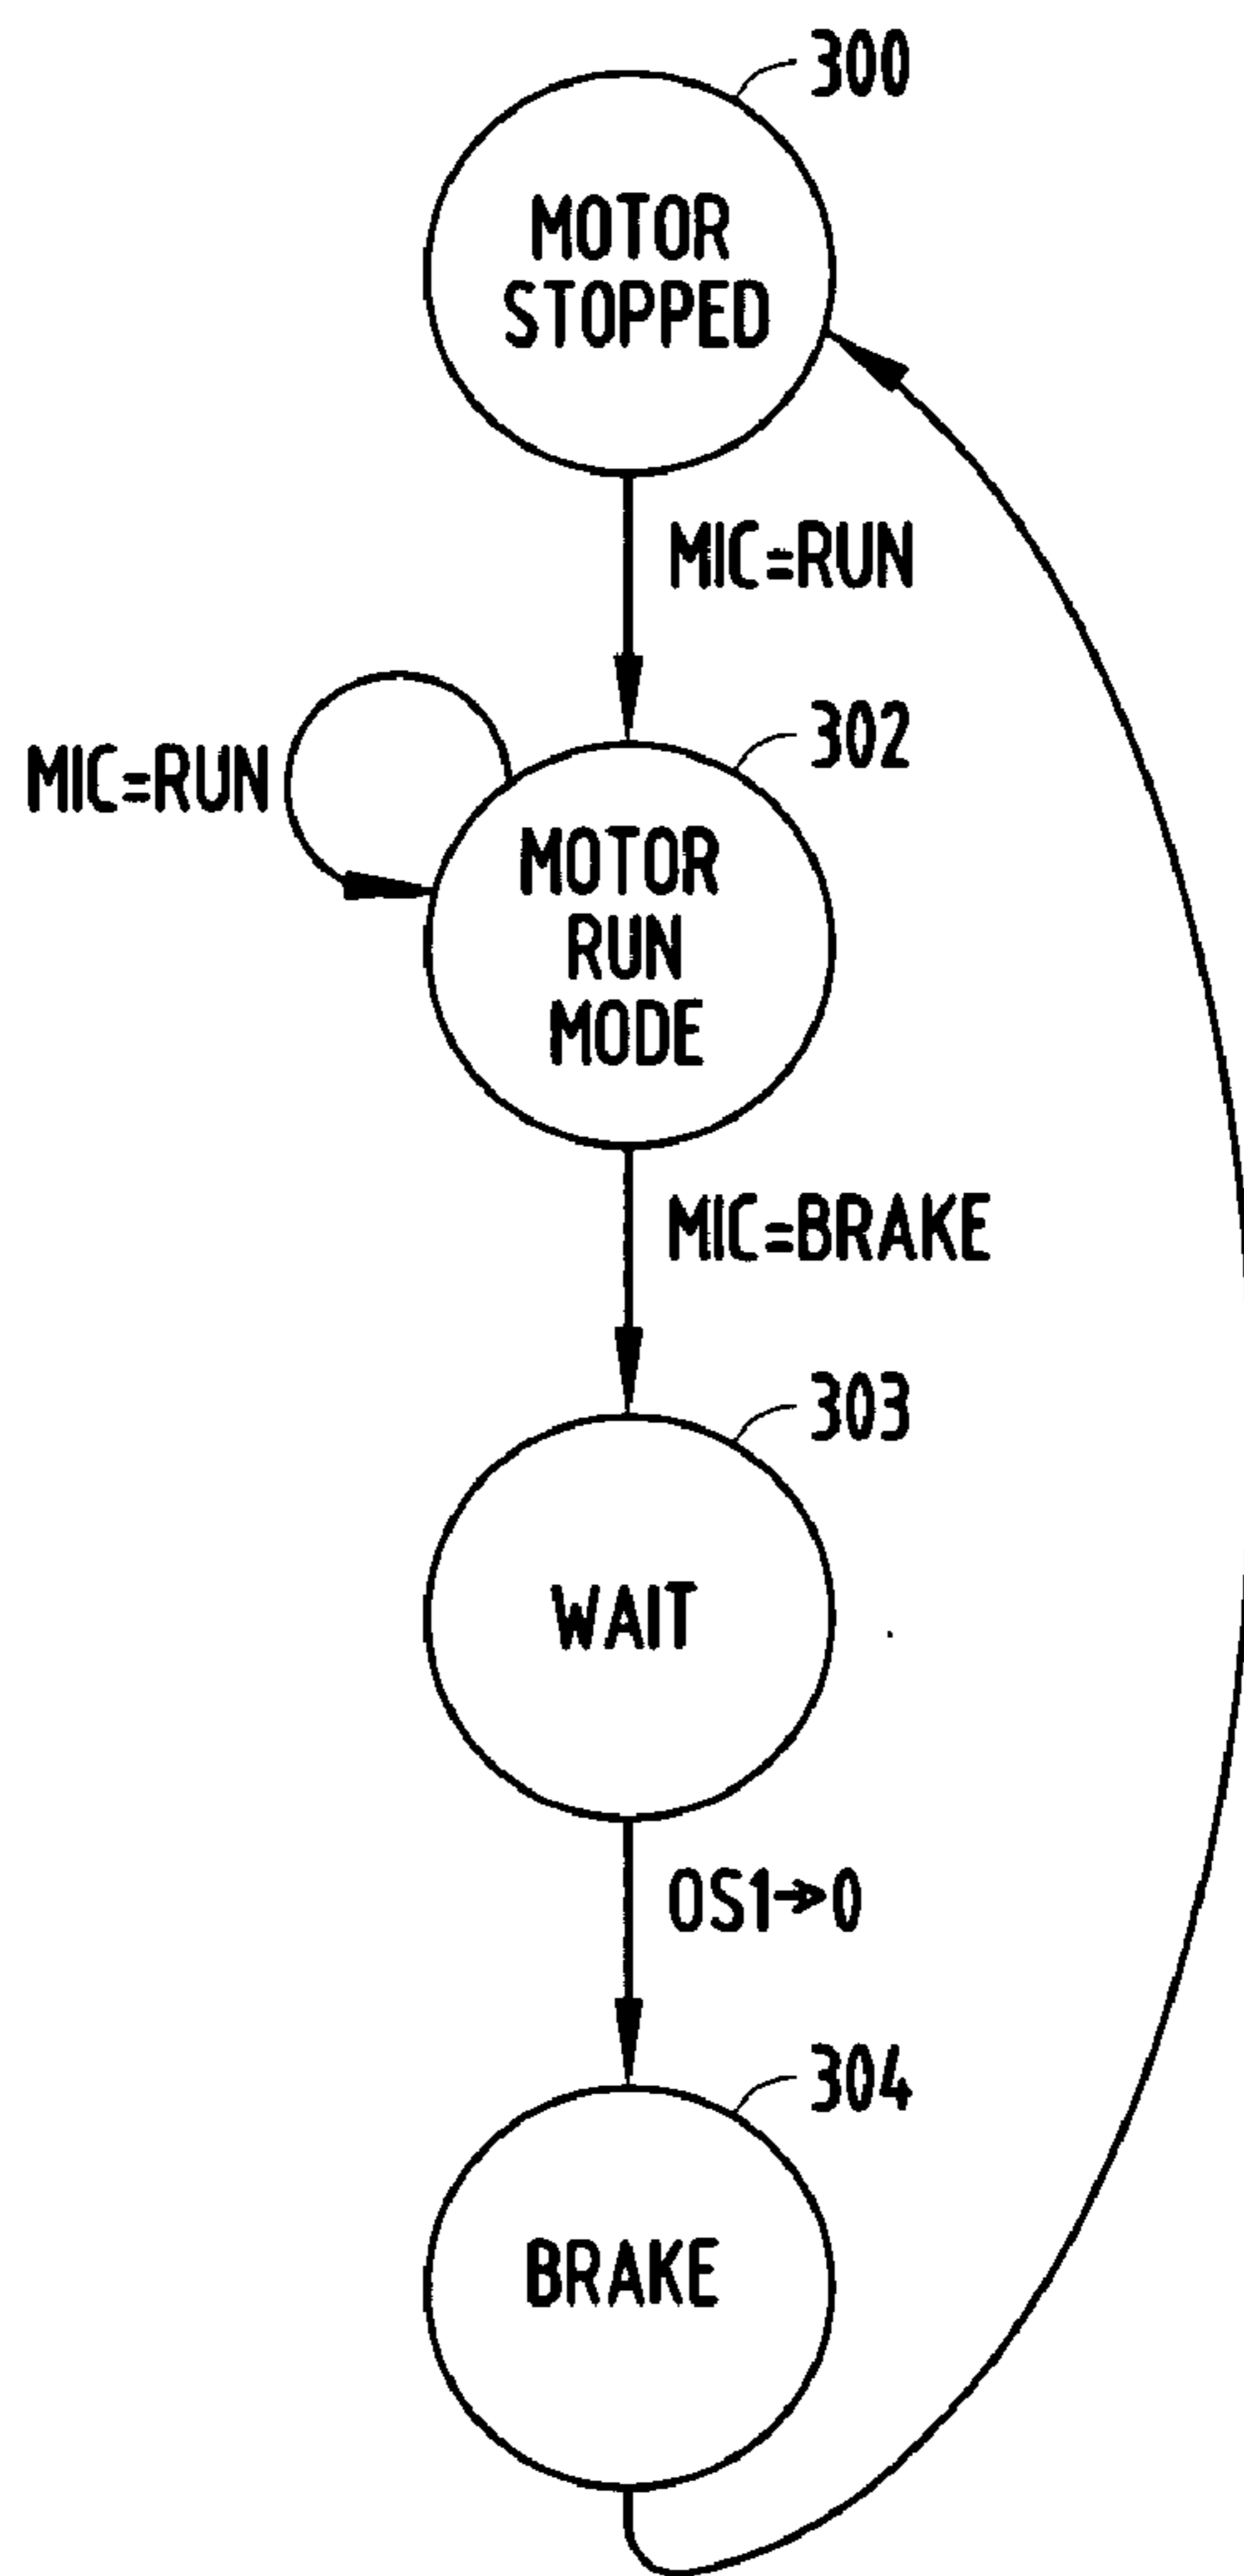 300
MOTOR
STOPPED
MIC=RUN
302
MIC=RUN
MOTOR
RUN
MODE
MIC=BRAKE
303
WAIT
OS1→0
304
BRAKE